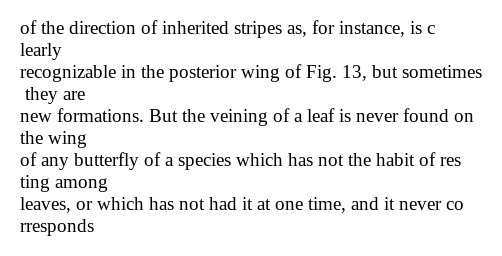 of the direction of inherited stripes as, for instance, is c
learly
recognizable in the posterior wing of Fig. 13, but sometimes
they are
new formations. But the veining of a leaf is never found on
the wing
of any butterfly of a species which has not the habit of res
ting among
leaves, or which has not had it at one time, and it never co
rresponds